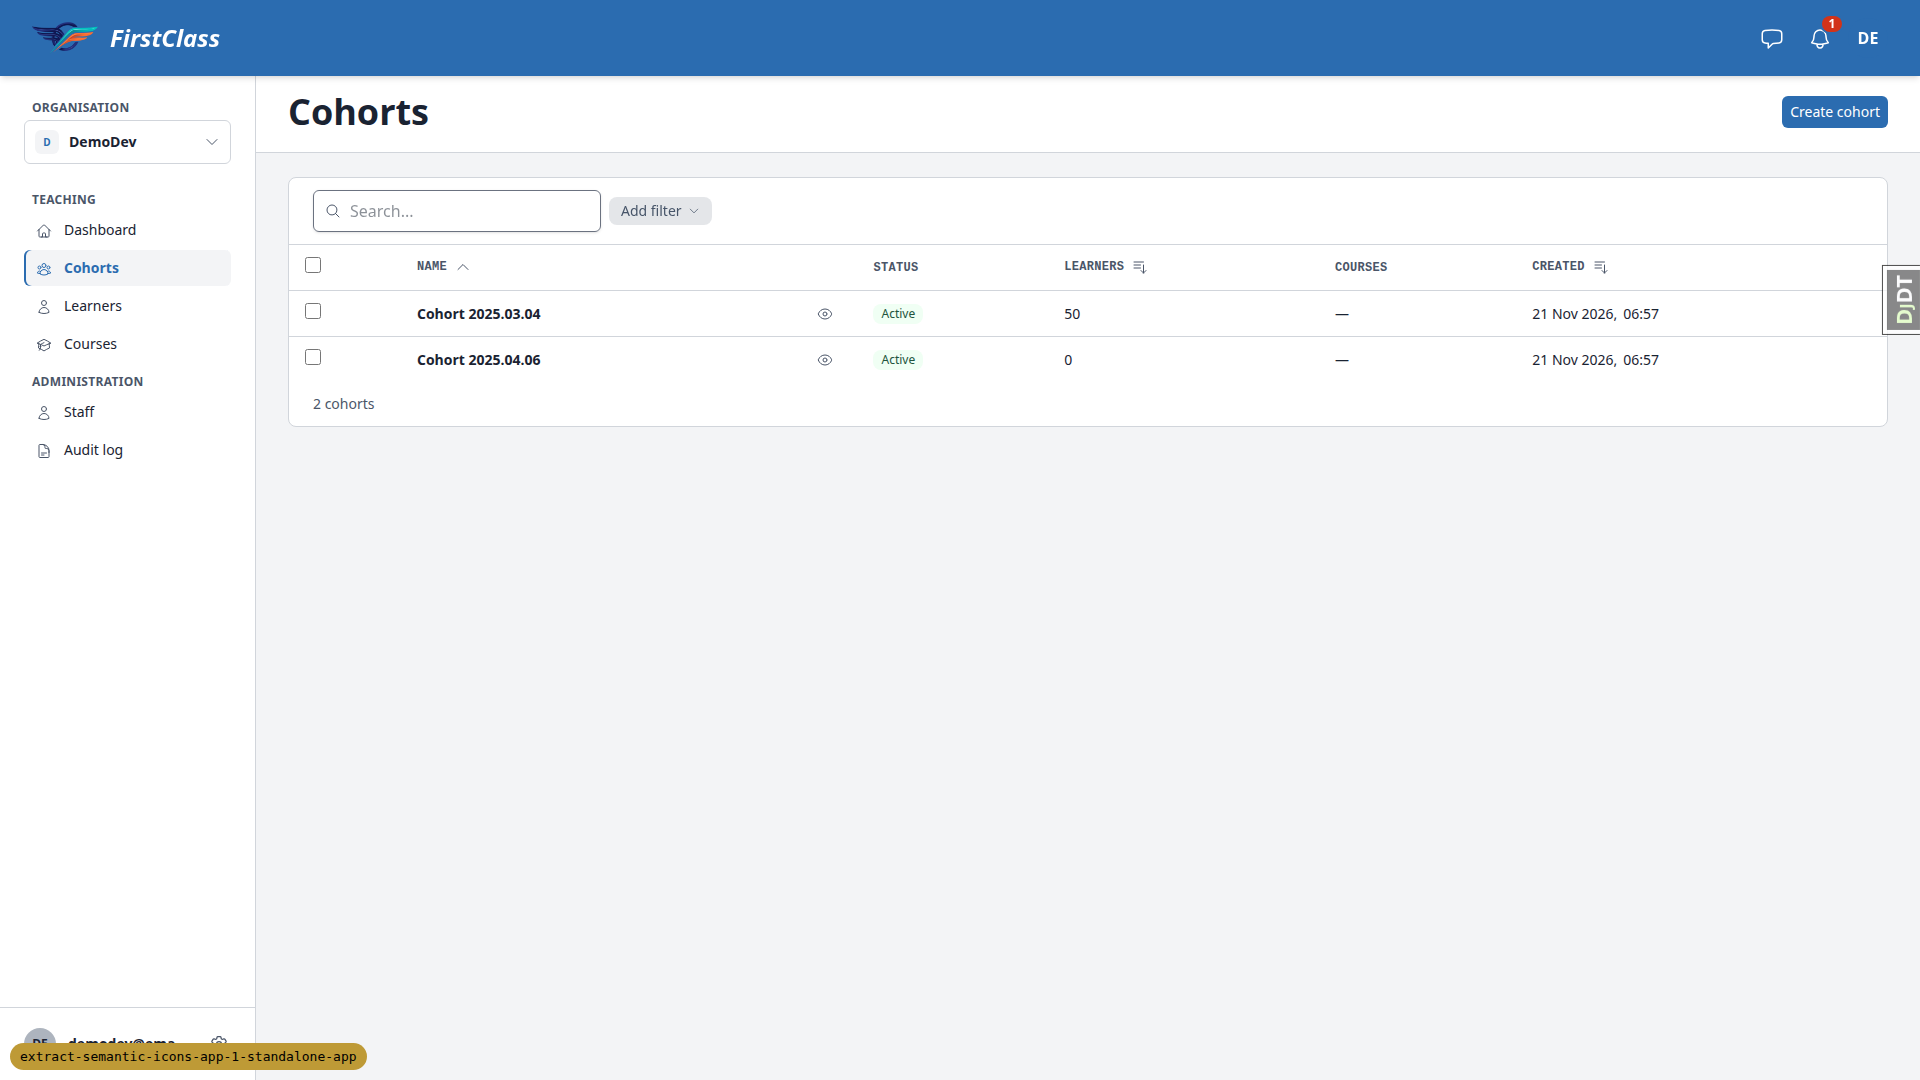 FirstClass
1
DE
ORGANISATION
D DemoDev
TEACHING
Dashboard
Cohorts
Learners
Courses
ADMINISTRATION
Staff
Audit log
Cohorts
Create cohort
Search...
Add filter
NAME STATUS LEARNERS COURSES CREATED
Cohort 2025.03.04 Active 50 — 21 Nov 2026, 06:57
Cohort 2025.04.06 Active 0 — 21 Nov 2026, 06:57
2 cohorts
DjDT
DE demodev@ema
extract-semantic-icons-app-1-standalone-app